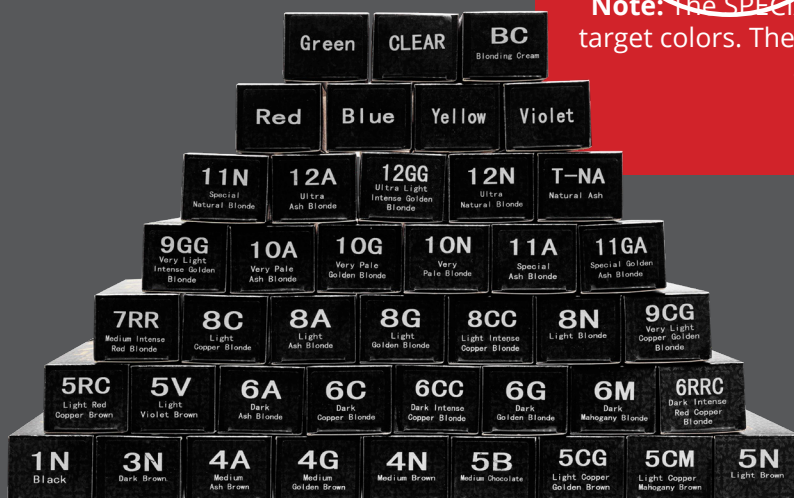 Note: The SPECI
target colors. The
Green
CLEAR
BC
Blonding Cream
Red
Blue
Yellow
Violet
11N
Special
Natural Blonde
12A
Ultra
Ash Blonde
12GG
Ultra Light
Intense Golden
Blonde
12N
Ultra
Natural Blonde
T-NA
Natural Ash
9GG
Very Light
Intense Golden
Blonde
10A
Very Pale
Ash Blonde
10G
Very Pale
Golden Blonde
10N
Very
Pale Blonde
11A
Special
Ash Blonde
11GA
Special Golden
Ash Blonde
7RR
Medium Intense
Red Blonde
8C
Light
Copper Blonde
8A
Light
Ash Blonde
8G
Light
Golden Blonde
8CC
Light Intense
Copper Blonde
8N
Light Blonde
9CG
Very Light
Copper Golden
Blonde
5RC
Light Red
Copper Brown
5V
Light
Violet Brown
6A
Dark
Ash Blonde
6C
Dark
Copper Blonde
6CC
Dark Intense
Copper Blonde
6G
Dark
Golden Blonde
6M
Dark
Mahogany Blonde
6RRC
Dark Intense
Red Copper
Blonde
1N
Black
3N
Dark Brown
4A
Medium
Ash Brown
4G
Medium
Golden Brown
4N
Medium Brown
5B
Medium Chocolate
5CG
Light Copper
Golden Brown
5CM
Light Copper
Mahogany Brown
5N
Light Brown